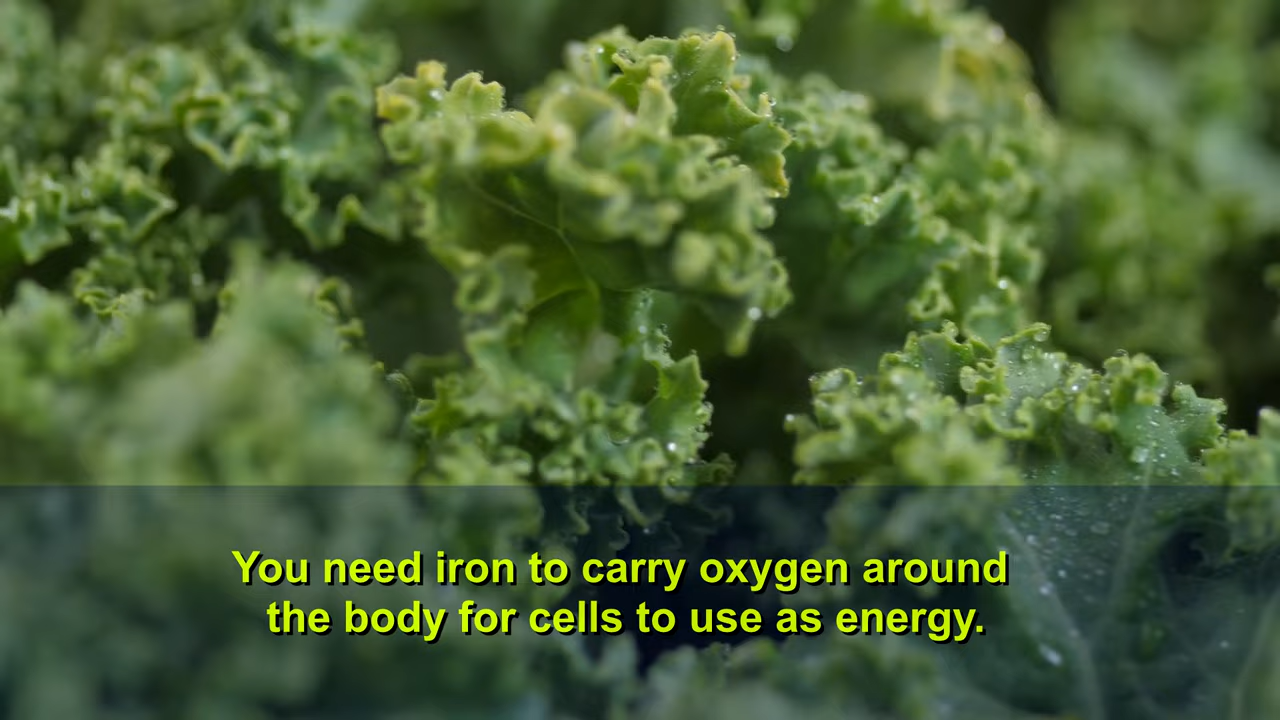 You need iron to carry oxygen around
the body for cells to use as energy.